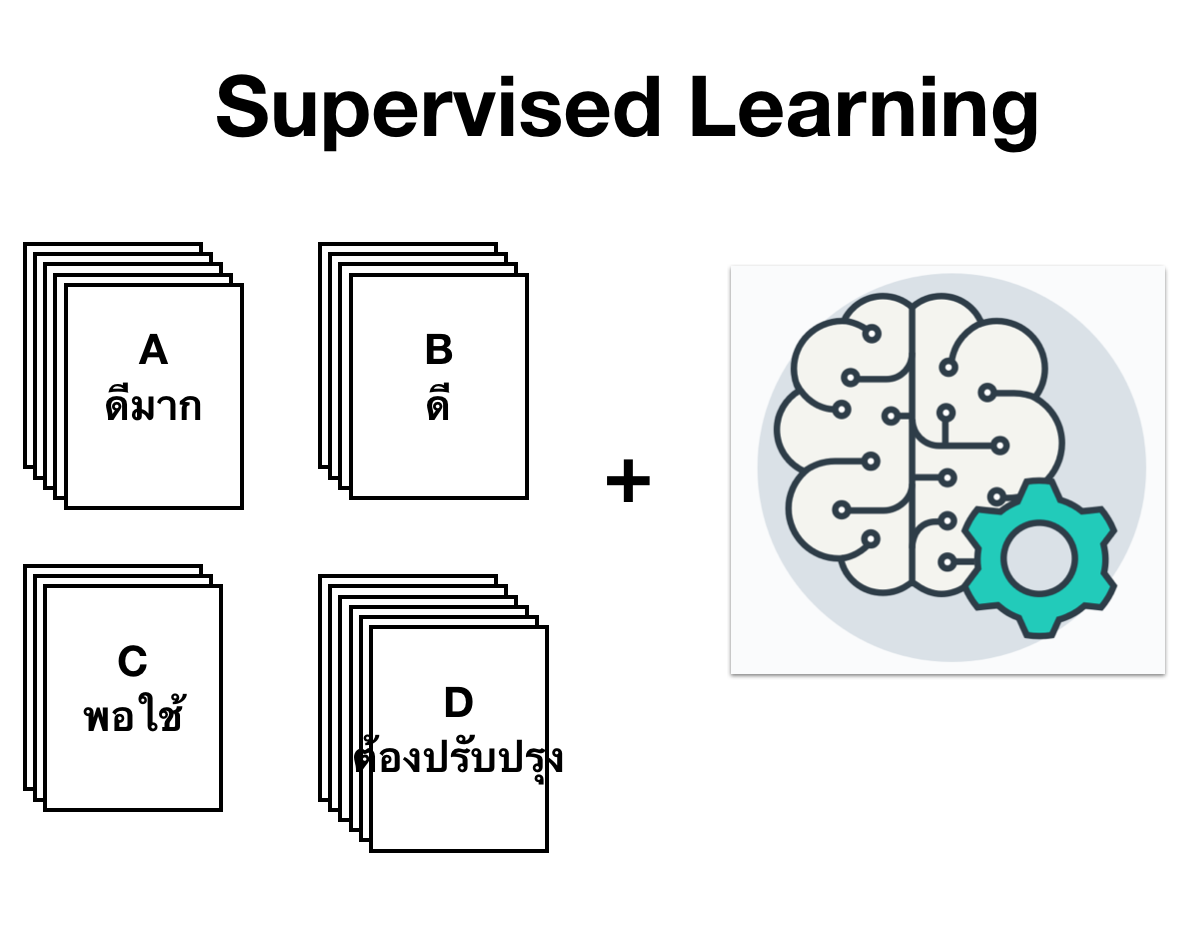 Supervised Learning
A
ดีมาก
B
ดี
+
C
พอใช้
D
ต้องปรับปรุง